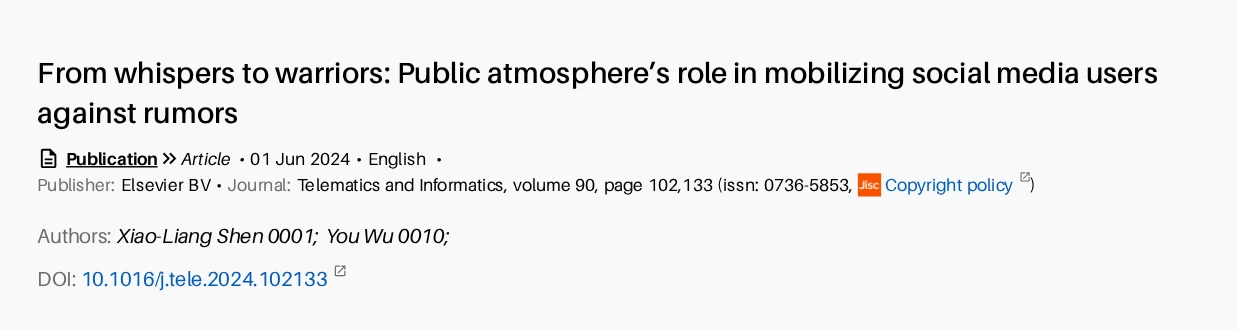 From whispers to warriors: Public atmosphere’s role in mobilizing social media users
against rumors
Publication Article • 01 Jun 2024 • English •
Publisher: Elsevier BV • Journal: Telematics and Informatics, volume 90, page 102,133 (issn: 0736-5853, Jisc Copyright policy )
Authors: Xiao-Liang Shen 0001; You Wu 0010;
DOI: 10.1016/j.tele.2024.102133